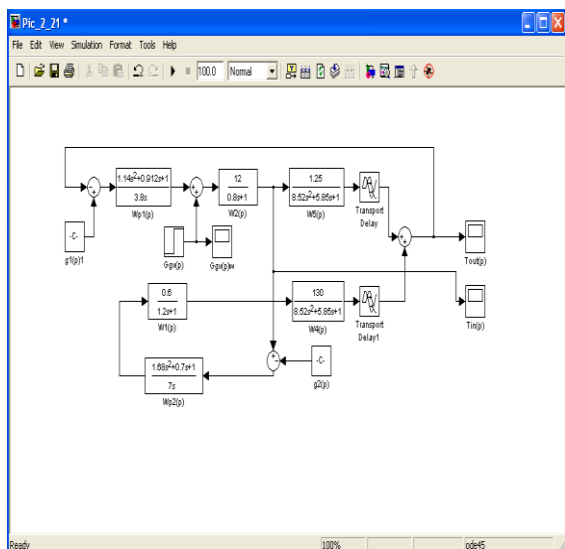 Pic_2_21 *
File Edit View Simulation Format Tools Help
100.0 Normal
1.14s²+0.912s+1
3.8s
Wp1(p)
12
0.8s+1
W2(p)
1.25
8.52s²+5.85s+1
W5(p)
Transport
Delay
-C-
g1(p)1
Ggv(p)
Ggv(p)w
Tout(p)
0.6
1.2s+1
W1(p)
130
8.52s²+5.85s+1
W4(p)
Transport
Delay1
Tin(p)
1.68s²+0.7s+1
7s
Wp2(p)
-C-
g2(p)
Ready 100% ode45